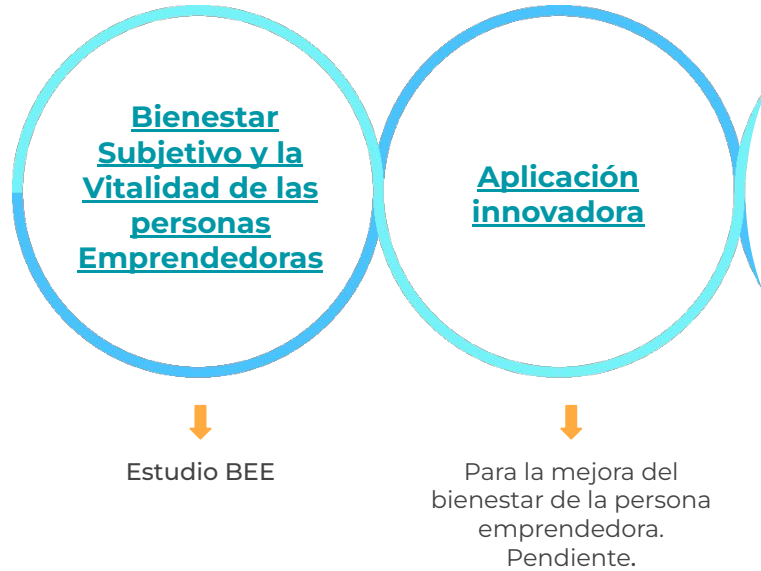 Bienestar
Subjetivo y la
Vitalidad de las
personas
Emprendedoras
Aplicación
innovadora
Estudio BEE
Para la mejora del
bienestar de la persona
emprendedora.
Pendiente.